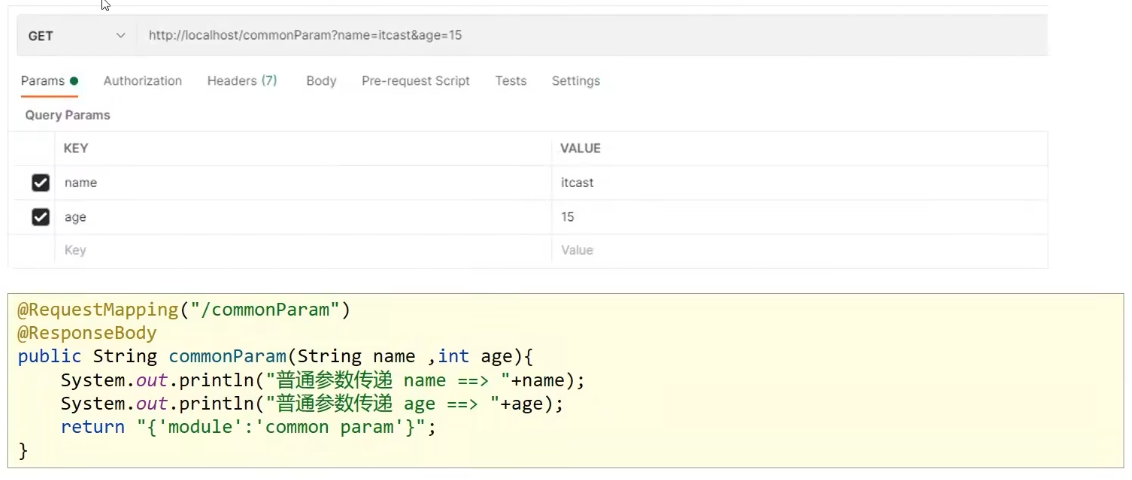 GET http://localhost/commonParam?name=itcast&age=15
Params Authorization Headers (7) Body Pre-request Script Tests Settings
Query Params
KEY VALUE
name itcast
age 15
Key Value
@RequestMapping("/commonParam")
@ResponseBody
public String commonParam(String name ,int age){
    System.out.println("普通参数传递 name ==> "+name);
    System.out.println("普通参数传递 age ==> "+age);
    return "{'module':'common param'}";
}